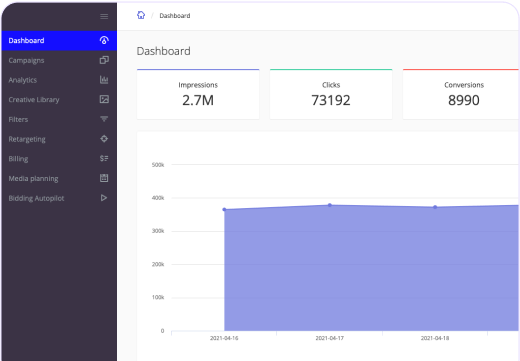 / Dashboard
Dashboard
Campaigns
Analytics
Creative Library
Filters
Retargeting
Billing
Media planning
Bidding Autopilot
Dashboard
Impressions
2.7M
Clicks
73192
Conversions
8990
500k
400k
300k
200k
100k
0
2021-04-16
2021-04-17
2021-04-18